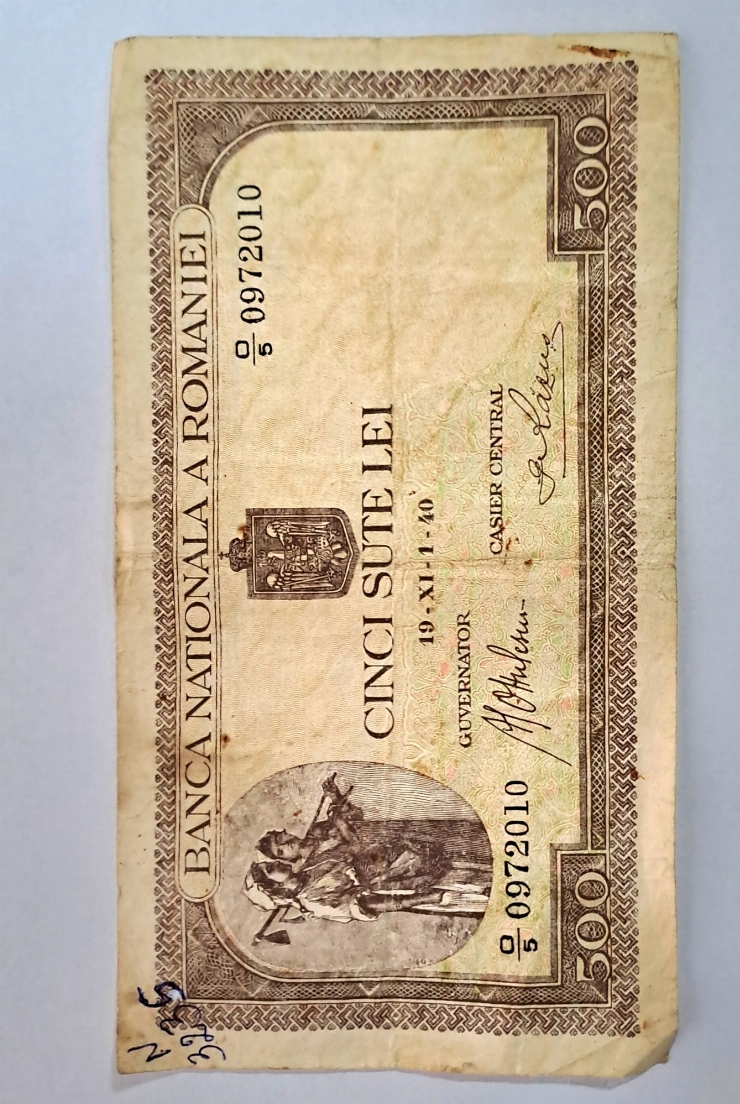 BANCA NATIONALA A ROMANIEI
O/5 0972010
CINCI SUTE LEI
19-XI-1-40
GUVERNATOR
CASIER CENTRAL
O/5 0972010
500
500